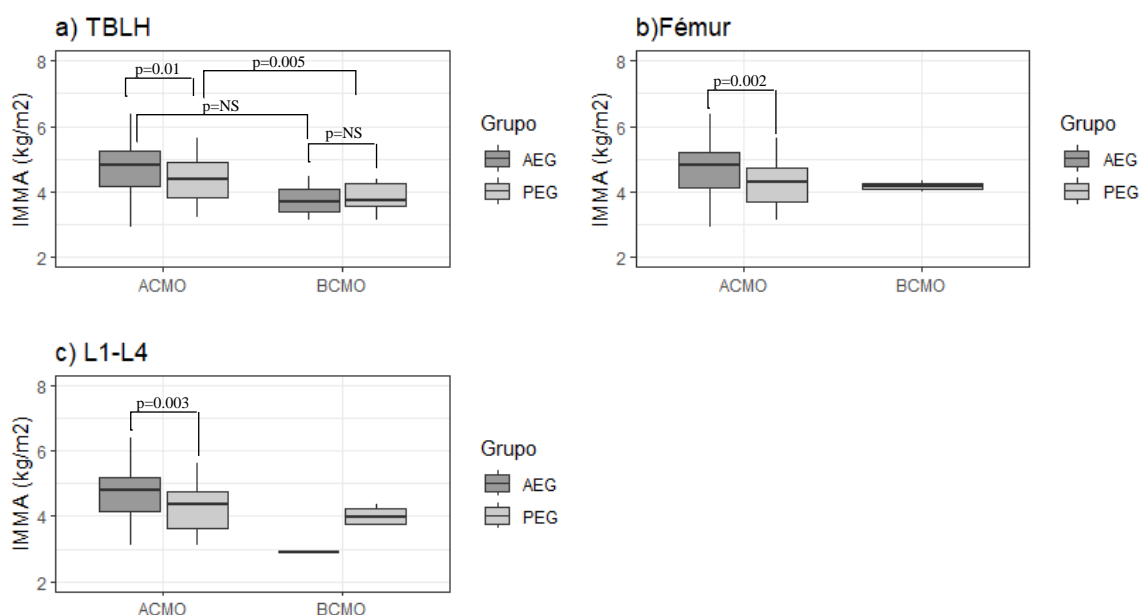 a) TBLH
IMMA (kg/m2)
8
6
4
2
p=0.01
p=0.005
p=NS
p=NS
ACMO
BCMO
Grupo
AEG
PEG
b)Fémur
IMMA (kg/m2)
8
6
4
2
p=0.002
ACMO
BCMO
Grupo
AEG
PEG
c) L1-L4
IMMA (kg/m2)
8
6
4
2
p=0.003
ACMO
BCMO
Grupo
AEG
PEG